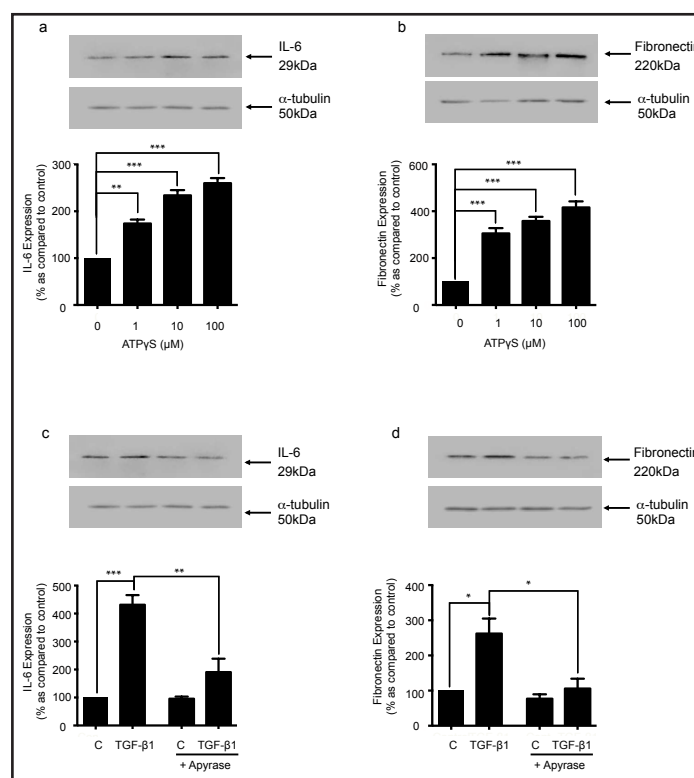 a
IL-6
29kDa
α-tubulin
50kDa
IL-6 Expression
(% as compared to control)
300
200
100
0
***
***
**
0 1 10 100
ATPγS (µM)
b
Fibronectin
220kDa
α-tubulin
50kDa
Fibronectin Expression
(% as compared to control)
600
400
200
0
***
***
***
0 1 10 100
ATPγS (µM)
c
IL-6
29kDa
α-tubulin
50kDa
IL-6 Expression
(% as compared to control)
500
400
300
200
100
0
*** **
C TGF-β1 C TGF-β1
+ Apyrase
d
Fibronectin
220kDa
α-tubulin
50kDa
Fibronectin Expression
(% as compared to control)
400
300
200
100
0
* *
C TGF-β1 C TGF-β1
+ Apyrase